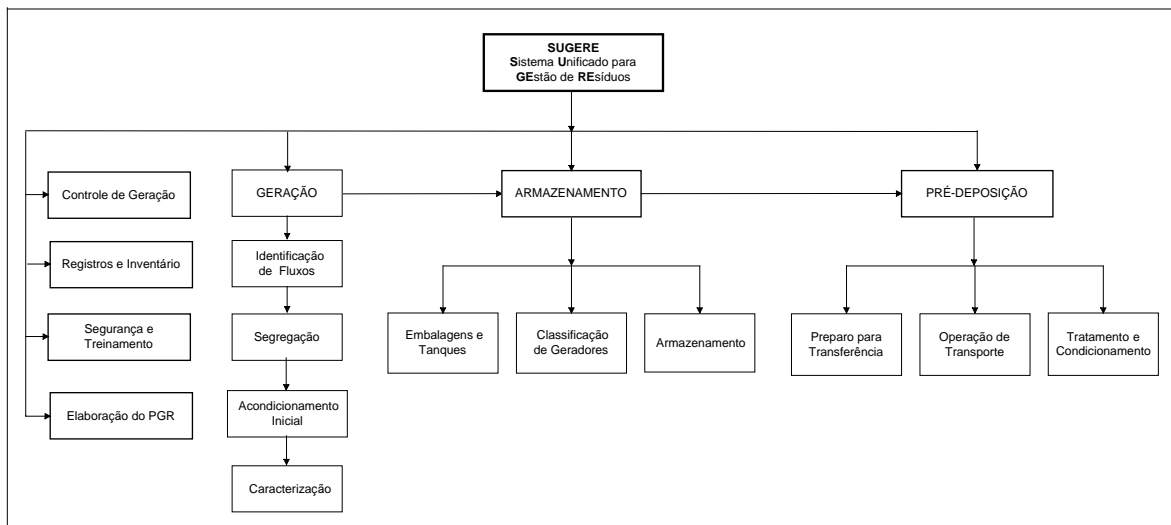 SUGERE
Sistema Unificado para
GEstão de REsíduos
Controle de Geração
Registros e Inventário
Segurança e
Treinamento
Elaboração do PGR
GERAÇÃO
Identificação
de Fluxos
Segregação
Acondicionamento
Inicial
Caracterização
ARMAZENAMENTO
Embalagens e
Tanques
Classificação
de Geradores
Armazenamento
PRÉ-DEPOSIÇÃO
Preparo para
Transferência
Operação de
Transporte
Tratamento e
Condicionamento